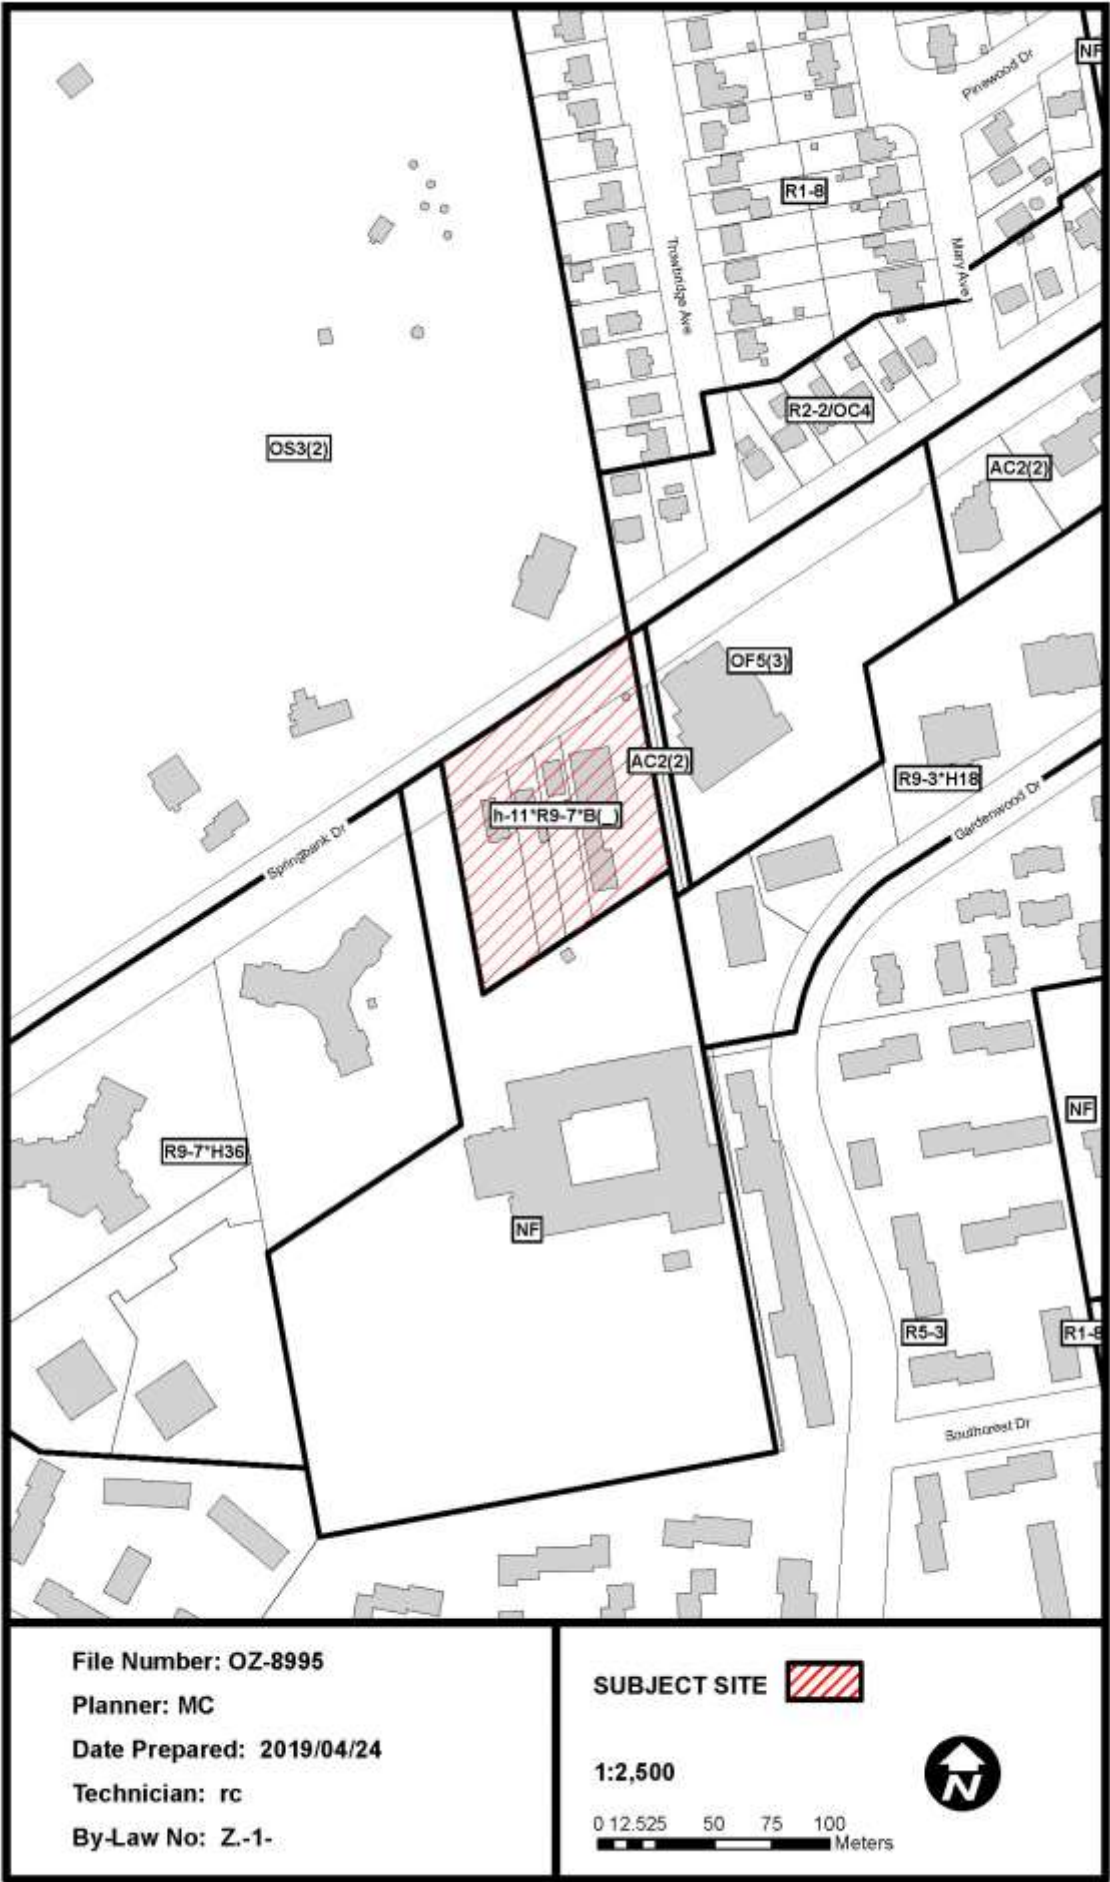 NF
Pinewood Dr
R1-8
Trowbridge Ave
Mary Ave
R2-2/OC4
OS3(2)
AC2(2)
OF5(3)
AC2(2)
R9-3*H18
h-11*R9-7*B(_)
Gardenwood Dr
Springbank Dr
NF
R9-7*H36
NF
R5-3
R1-8
Southcrest Dr
File Number: OZ-8995
Planner: MC
Date Prepared: 2019/04/24
Technician: rc
By-Law No: Z.-1-
SUBJECT SITE
1:2,500
N
0 12.525 50 75 100
Meters